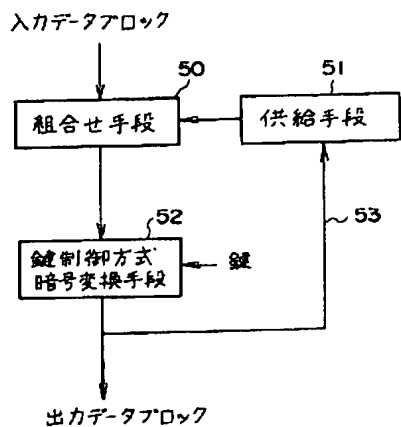 入力データブロック
50
組合せ手段
51
供給手段
53
52
鍵制御方式
暗号変換手段
鍵
出力データブロック